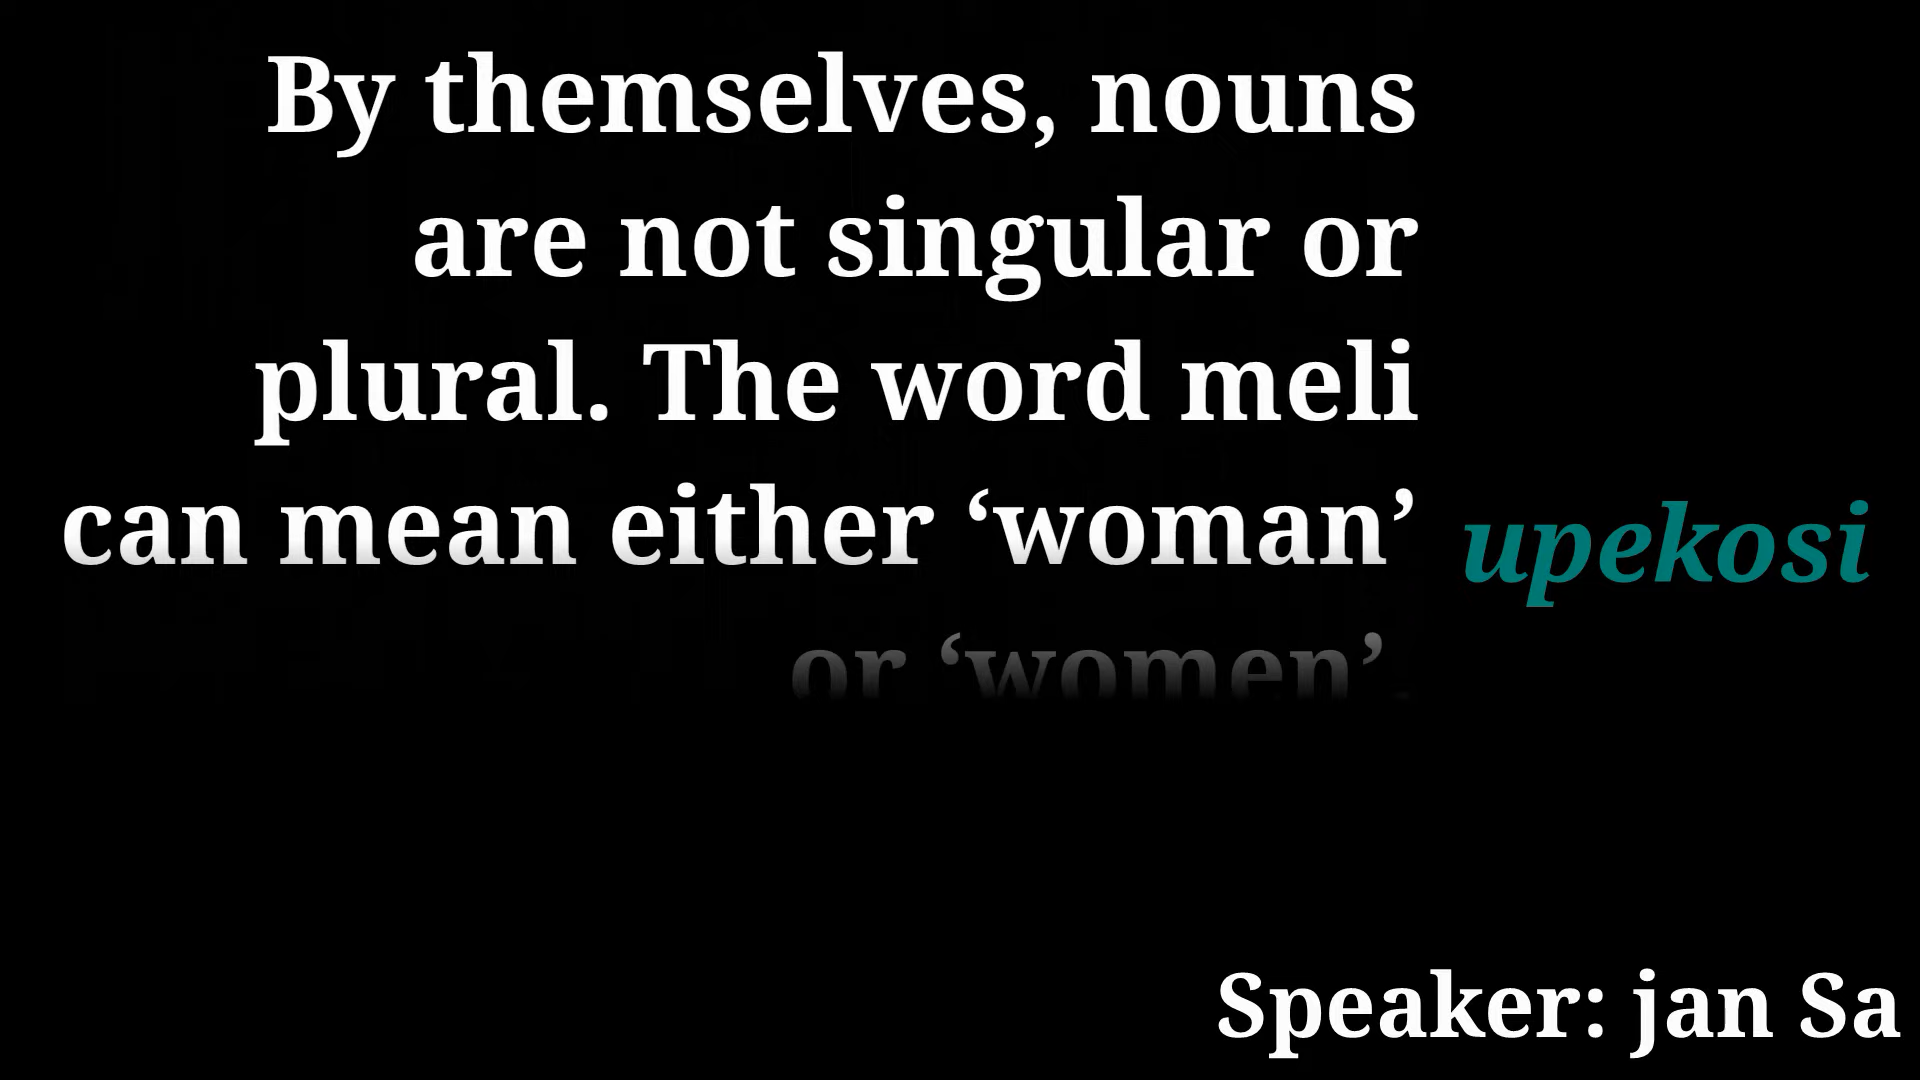 By themselves, nouns
are not singular or
plural. The word meli
can mean either ‘woman’
or ‘women’.
upekosi
Speaker: jan Sa